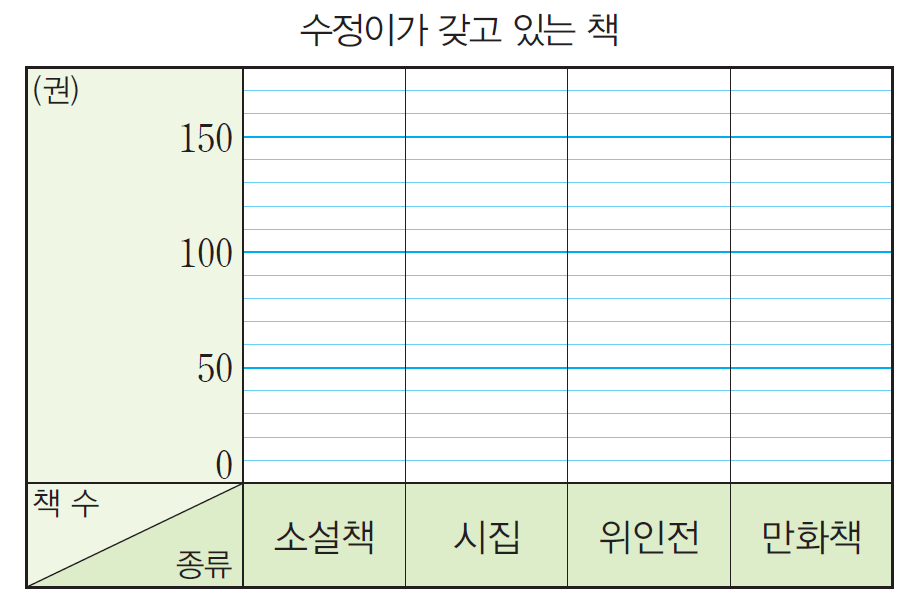 수정이가 갖고 있는 책
(권)
150
100
50
0
책 수
종류
소설책 시집 위인전 만화책